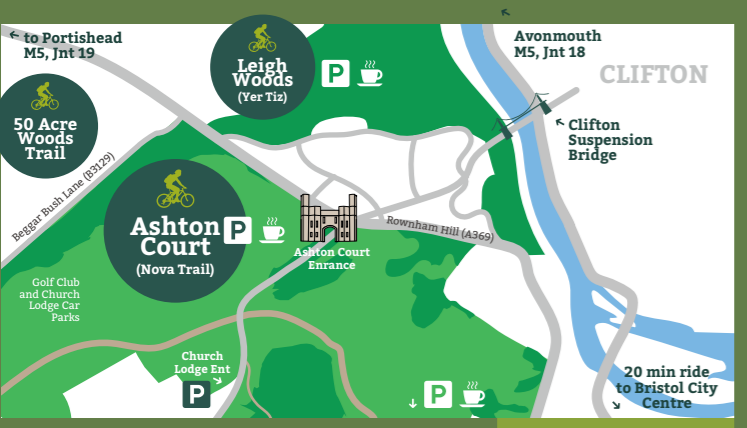 to Portishead
M5, Jnt 19
Leigh
Woods
(Yer Tiz)
P
Avonmouth
M5, Jnt 18
CLIFTON
50 Acre
Woods
Trail
Clifton
Suspension
Bridge
Beggar Bush Lane (B3129)
Ashton
Court
(Nova Trail)
P
Rownham Hill (A369)
Ashton Court
Entrance
Golf Club
and Church
Lodge Car
Parks
Church
Lodge Ent
P
P
20 min ride
to Bristol City
Centre